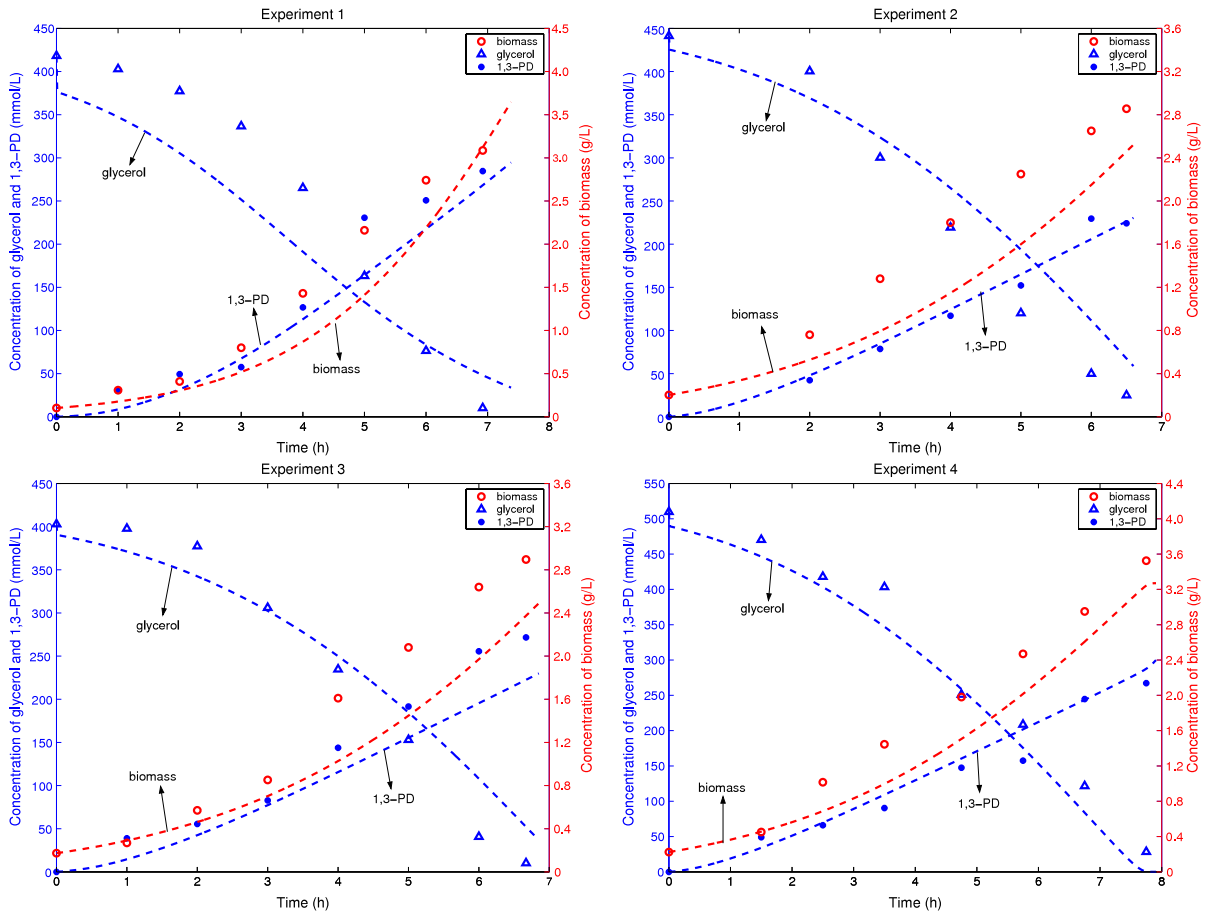 Experiment 1
Concentration of glycerol and 1,3−PD (mmol/L)
450
400
350
300
250
200
150
100
50
0
4.5
4.0
3.5
3.0
2.5
2.0
1.5
1.0
0.5
0
Concentration of biomass (g/L)
biomass
glycerol
1,3−PD
glycerol
1,3−PD
biomass
0 1 2 3 4 5 6 7 8
Time (h)
Experiment 2
Concentration of glycerol and 1,3−PD (mmol/L)
450
400
350
300
250
200
150
100
50
0
3.6
3.2
2.8
2.4
2.0
1.6
1.2
0.8
0.4
0
Concentration of biomass (g/L)
biomass
glycerol
1,3−PD
glycerol
biomass
1,3−PD
0 1 2 3 4 5 6 7
Time (h)
Experiment 3
Concentration of glycerol and 1,3−PD (mmol/L)
450
400
350
300
250
200
150
100
50
0
3.6
3.2
2.8
2.4
2.0
1.6
1.2
0.8
0.4
0
Concentration of biomass (g/L)
biomass
glycerol
1,3−PD
glycerol
biomass
1,3−PD
0 1 2 3 4 5 6 7
Time (h)
Experiment 4
Concentration of glycerol and 1,3−PD (mmol/L)
550
500
450
400
350
300
250
200
150
100
50
0
4.4
4.0
3.6
3.2
2.8
2.4
2.0
1.6
1.2
0.8
0.4
0
Concentration of biomass (g/L)
biomass
glycerol
1,3−PD
glycerol
biomass
1,3−PD
0 1 2 3 4 5 6 7 8
Time (h)